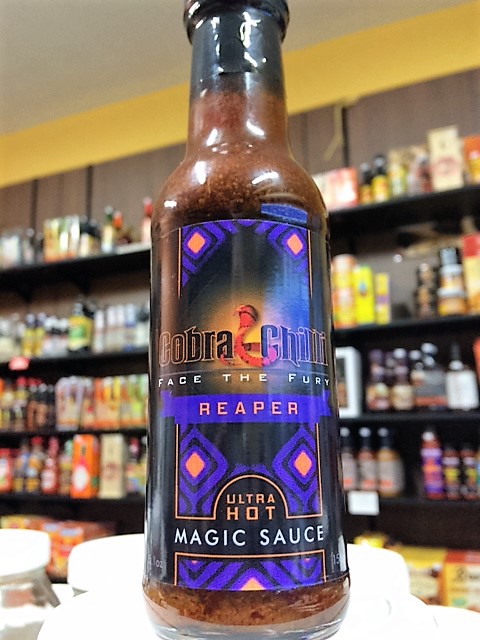 Cobra Chilli
FACE THE FURY
REAPER
ULTRA
HOT
MAGIC SAUCE